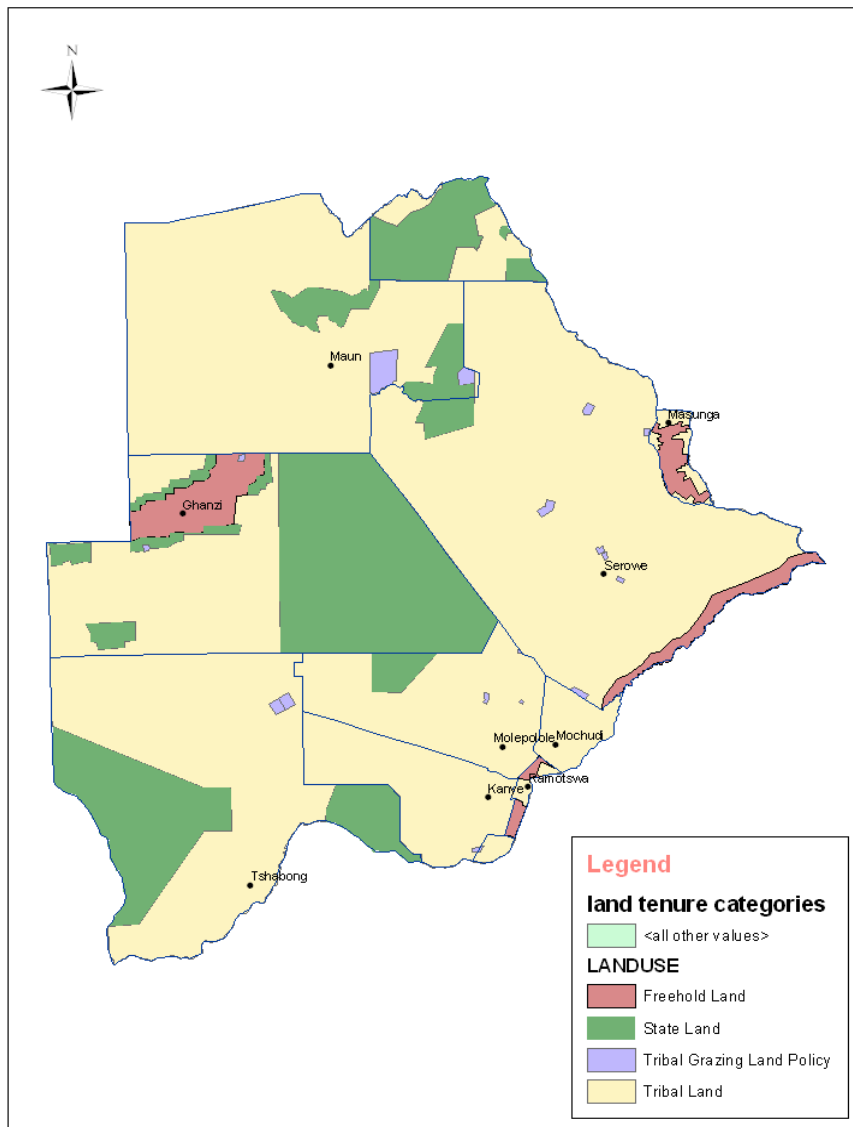 N
Maun
Masunga
Ghanzi
Serowe
Molepolole
Mochudi
Ramotswa
Kanye
Tshabong
Legend
land tenure categories
<all other values>
LANDUSE
Freehold Land
State Land
Tribal Grazing Land Policy
Tribal Land